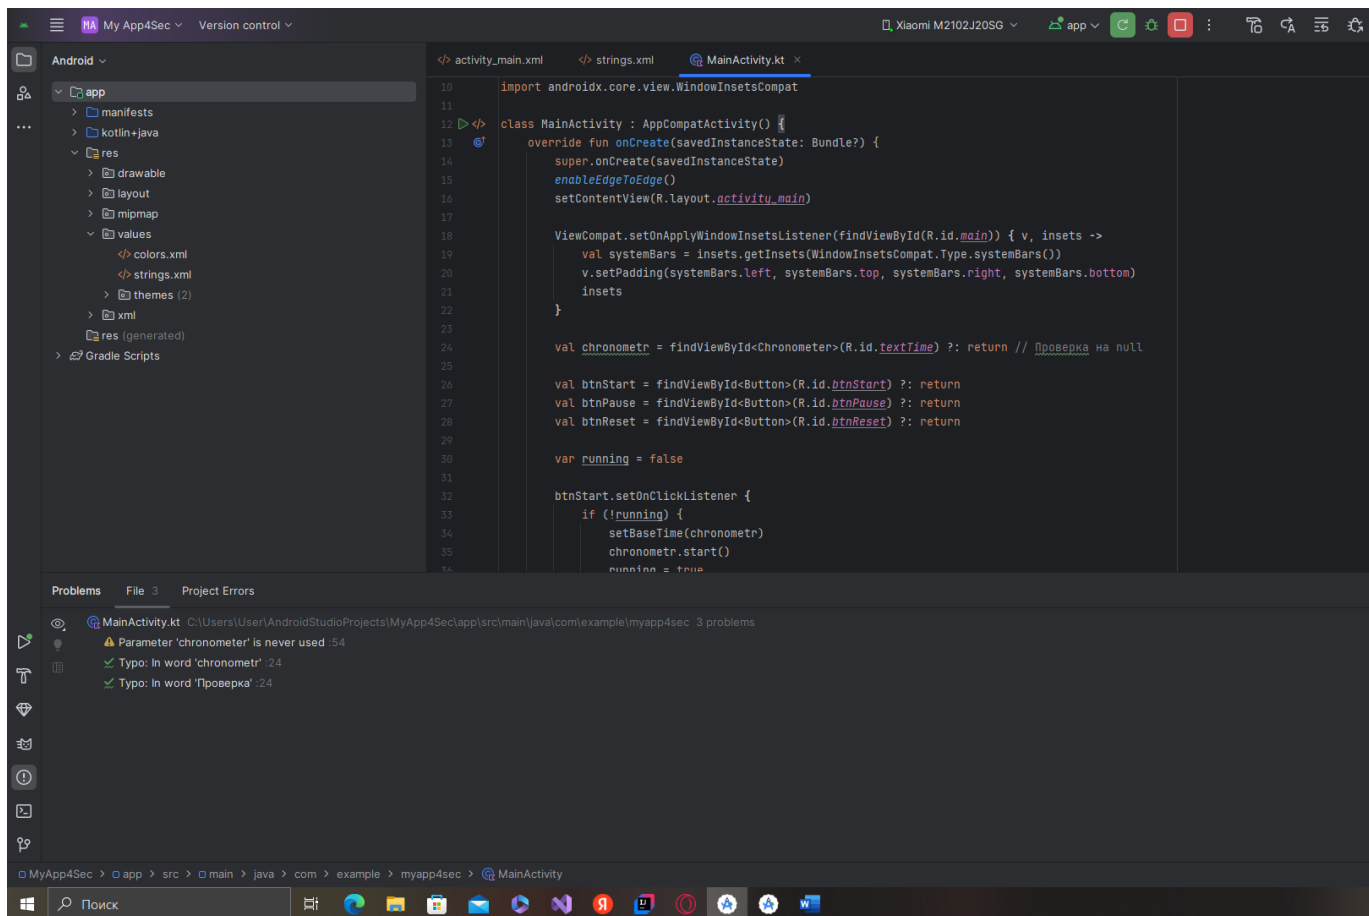 MA My App4Sec Version control Xiaomi M2102J20SG app
Android
app
manifests
kotlin+java
res
drawable
layout
mipmap
values
colors.xml
strings.xml
themes (2)
xml
res (generated)
Gradle Scripts
activity_main.xml strings.xml MainActivity.kt
10 import androidx.core.view.WindowInsetsCompat
11
12 class MainActivity : AppCompatActivity() {
13 override fun onCreate(savedInstanceState: Bundle?) {
14 super.onCreate(savedInstanceState)
15 enableEdgeToEdge()
16 setContentView(R.layout.activity_main)
17
18 ViewCompat.setOnApplyWindowInsetsListener(findViewById(R.id.main)) { v, insets ->
19 val systemBars = insets.getInsets(WindowInsetsCompat.Type.systemBars())
20 v.setPadding(systemBars.left, systemBars.top, systemBars.right, systemBars.bottom)
21 insets
22 }
23
24 val chronometr = findViewById<Chronometer>(R.id.textTime) ?: return // Проверка на null
25
26 val btnStart = findViewById<Button>(R.id.btnStart) ?: return
27 val btnPause = findViewById<Button>(R.id.btnPause) ?: return
28 val btnReset = findViewById<Button>(R.id.btnReset) ?: return
29
30 var running = false
31
32 btnStart.setOnClickListener {
33 if (!running) {
34 setBaseTime(chronometr)
35 chronometr.start()
36 running = true
Problems File 3 Project Errors
MainActivity.kt C:\Users\User\AndroidStudioProjects\MyApp4Sec\app\src\main\java\com\example\myapp4sec 3 problems
Parameter 'chronometer' is never used :54
Typo: In word 'chronometr' :24
Typo: In word 'Проверка' :24
MyApp4Sec > app > src > main > java > com > example > myapp4sec > MainActivity
Поиск